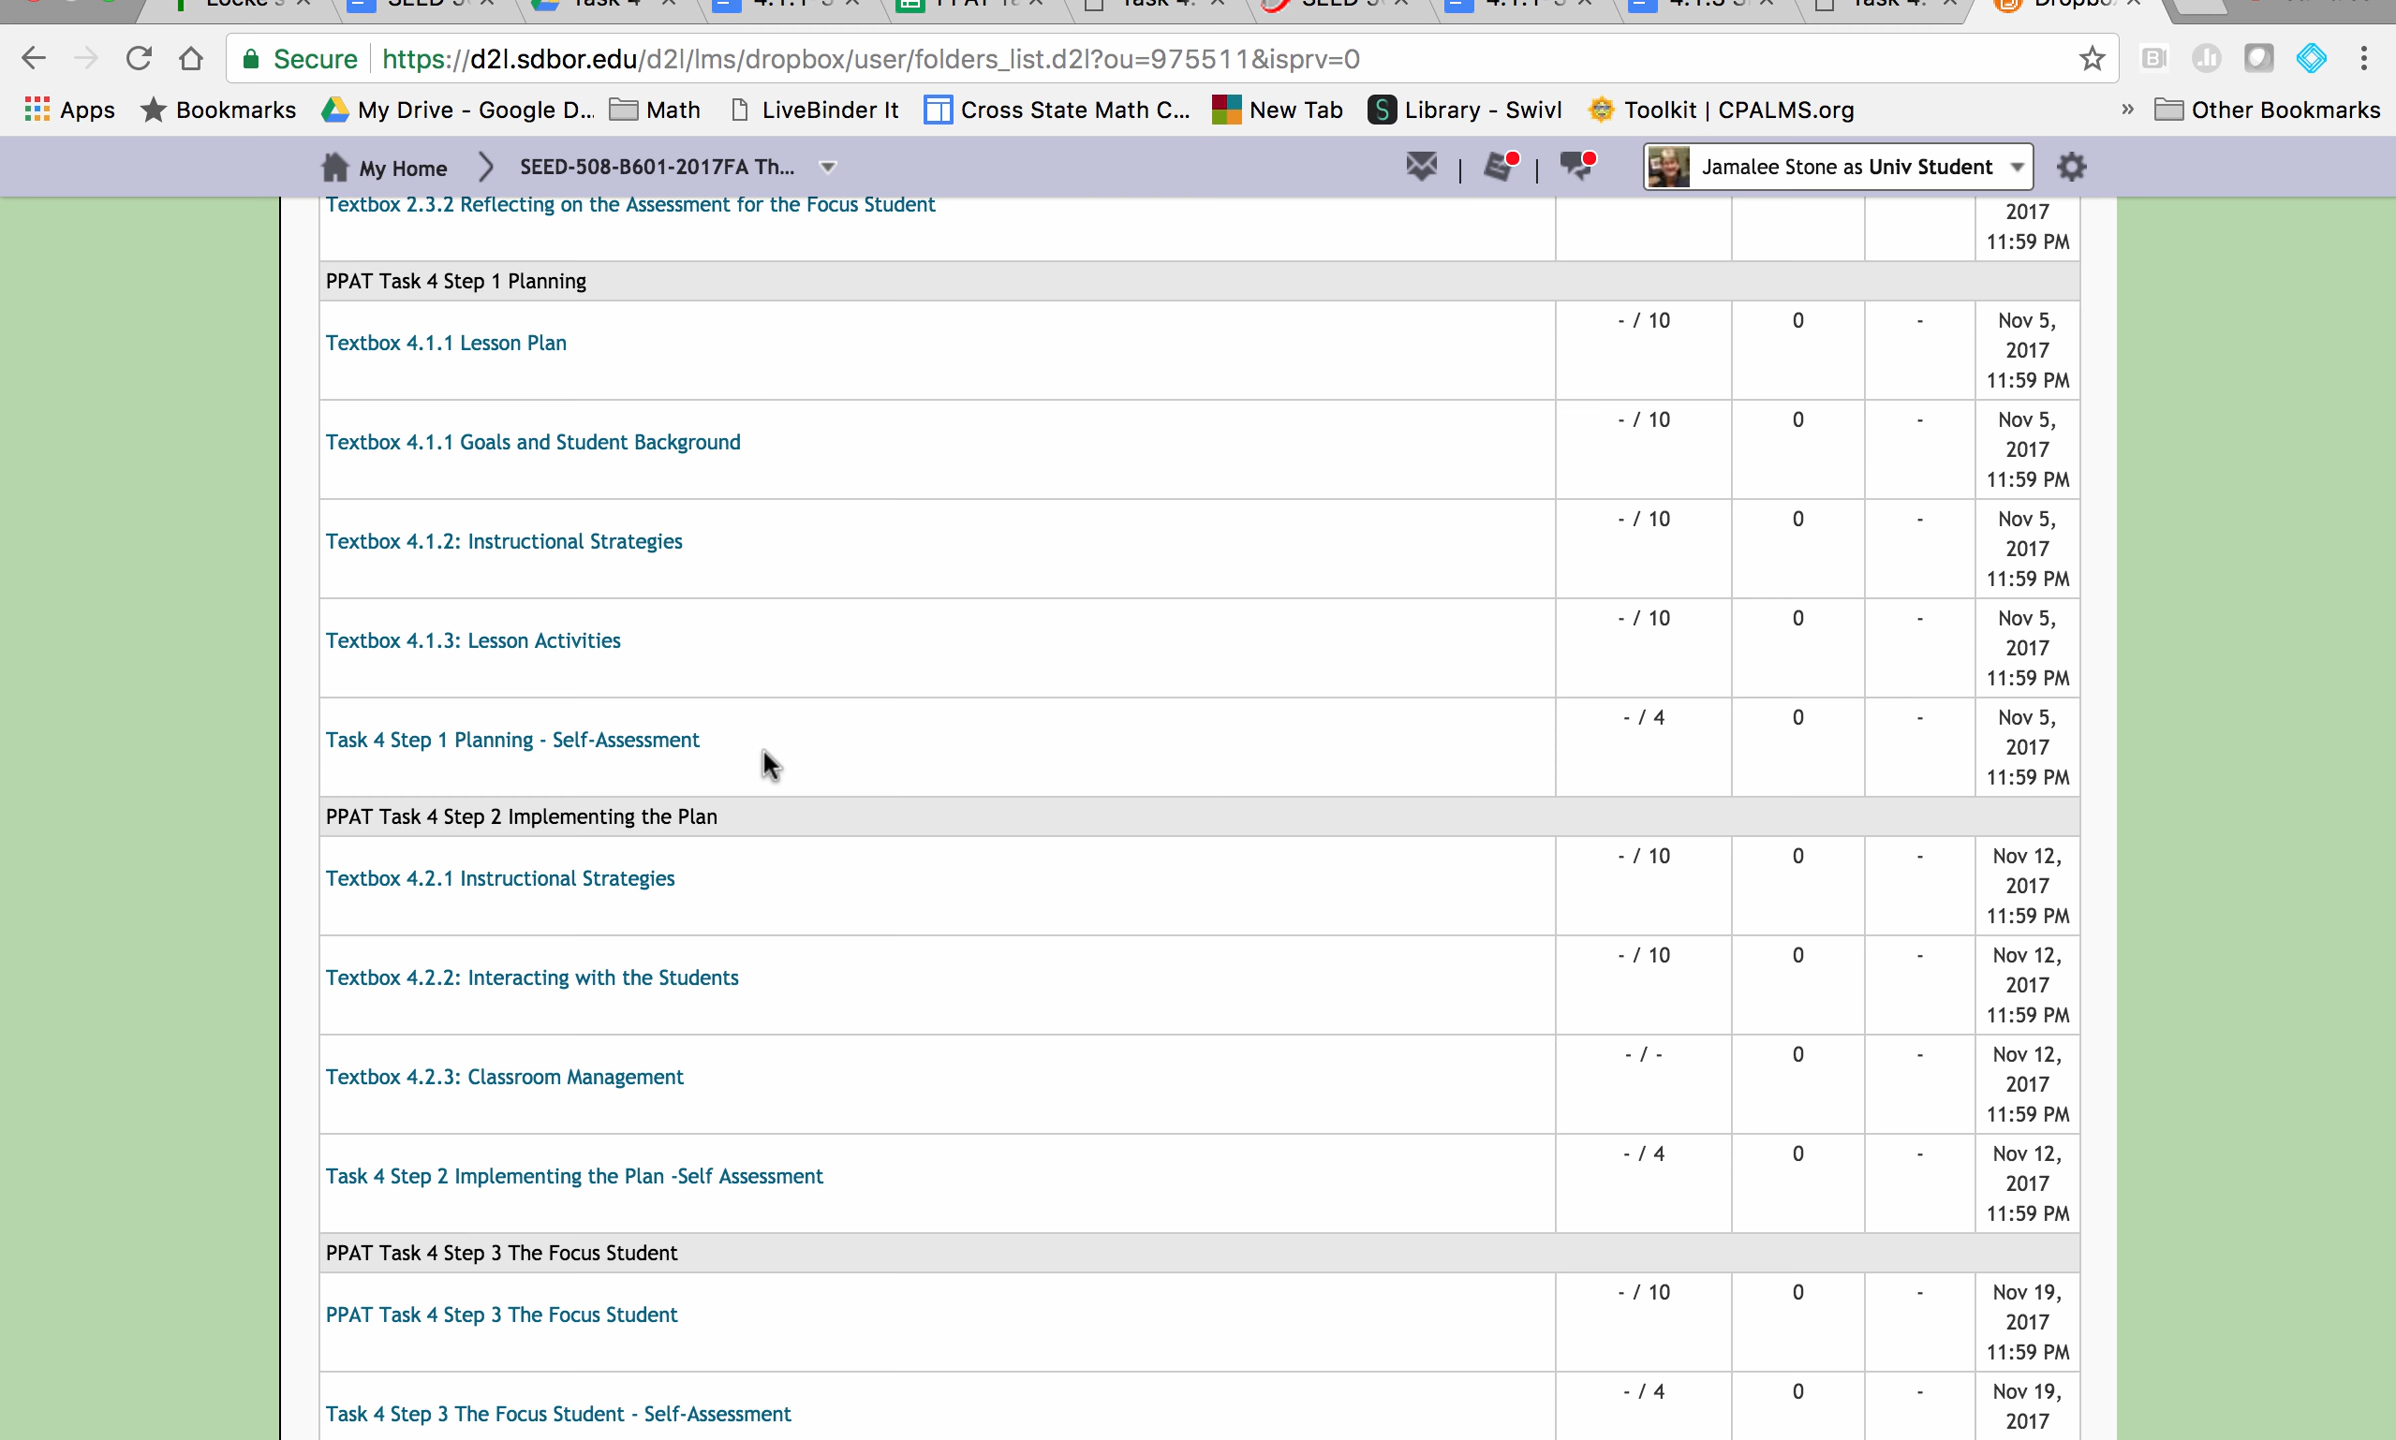 Secure https://d2l.sdbor.edu/d2l/lms/dropbox/user/folders_list.d2l?ou=975511&isprv=0
Apps Bookmarks My Drive - Google D... Math LiveBinder It Cross State Math C... New Tab Library - Swivl Toolkit | CPALMS.org » Other Bookmarks
My Home SEED-508-B601-2017FA Th... Jamalee Stone as Univ Student
Textbox 2.3.2 Reflecting on the Assessment for the Focus Student
2017
11:59 PM
PPAT Task 4 Step 1 Planning
Textbox 4.1.1 Lesson Plan
- / 10 0 - Nov 5,
2017
11:59 PM
Textbox 4.1.1 Goals and Student Background
- / 10 0 - Nov 5,
2017
11:59 PM
Textbox 4.1.2: Instructional Strategies
- / 10 0 - Nov 5,
2017
11:59 PM
Textbox 4.1.3: Lesson Activities
- / 10 0 - Nov 5,
2017
11:59 PM
Task 4 Step 1 Planning - Self-Assessment
- / 4 0 - Nov 5,
2017
11:59 PM
PPAT Task 4 Step 2 Implementing the Plan
Textbox 4.2.1 Instructional Strategies
- / 10 0 - Nov 12,
2017
11:59 PM
Textbox 4.2.2: Interacting with the Students
- / 10 0 - Nov 12,
2017
11:59 PM
Textbox 4.2.3: Classroom Management
- / - 0 - Nov 12,
2017
11:59 PM
Task 4 Step 2 Implementing the Plan -Self Assessment
- / 4 0 - Nov 12,
2017
11:59 PM
PPAT Task 4 Step 3 The Focus Student
PPAT Task 4 Step 3 The Focus Student
- / 10 0 - Nov 19,
2017
11:59 PM
Task 4 Step 3 The Focus Student - Self-Assessment
- / 4 0 - Nov 19,
2017